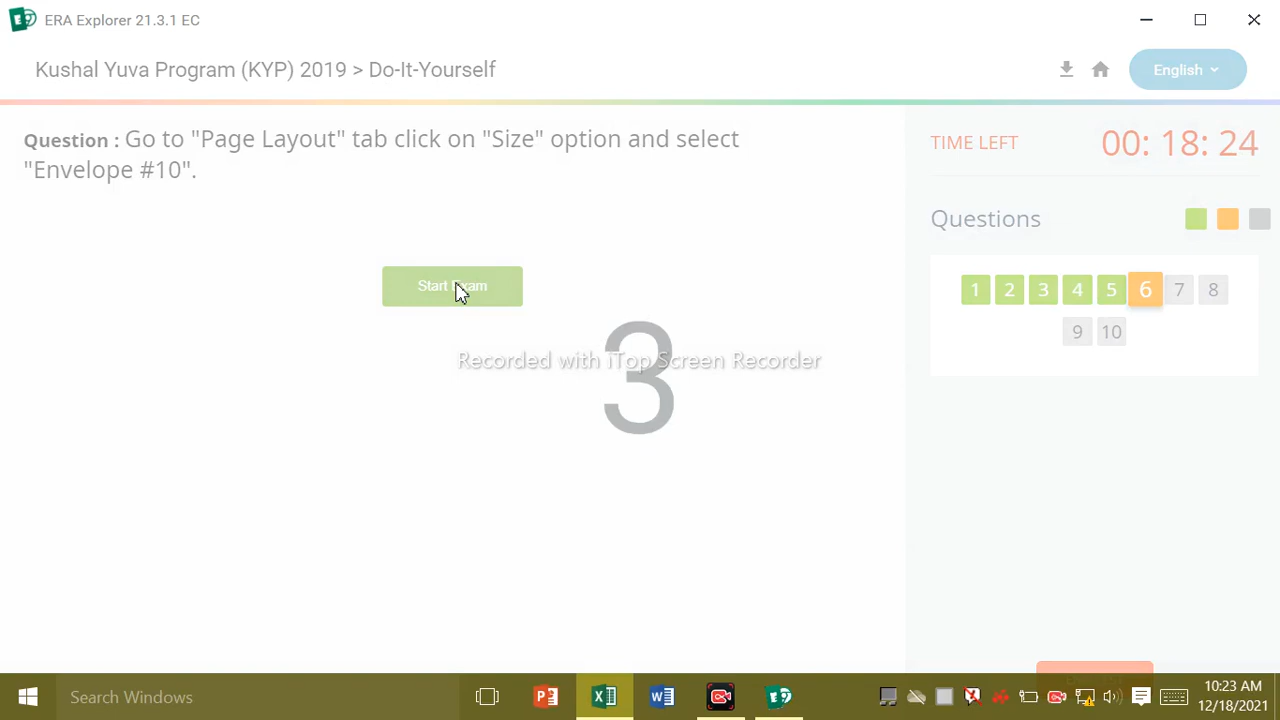 ERA Explorer 21.3.1 EC
Kushal Yuva Program (KYP) 2019 > Do-It-Yourself
English
Question : Go to "Page Layout" tab click on "Size" option and select
"Envelope #10".
TIME LEFT
00: 18: 24
Questions
Start Exam
1 2 3 4 5 6 7 8
9 10
3
Recorded with iTop Screen Recorder
Search Windows
10:23 AM
12/18/2021